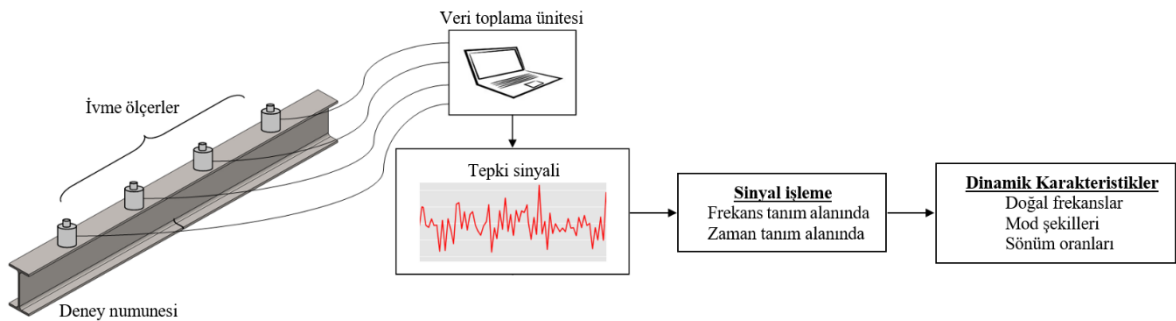 Veri toplama ünitesi
İvme ölçerler
Deney numunesi
Tepki sinyali
Sinyal işleme
Frekans tanım alanında
Zaman tanım alanında
Dinamik Karakteristikler
Doğal frekanslar
Mod şekilleri
Sönüm oranları